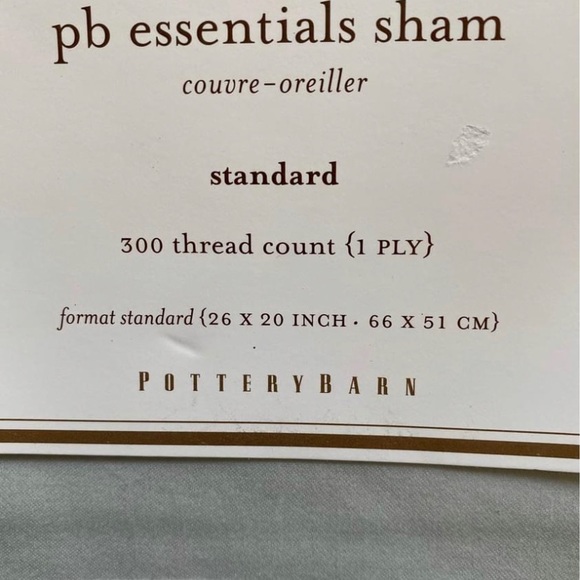 pb essentials sham
couvre-oreiller
standard
300 thread count {1 PLY}
format standard {26 X 20 INCH · 66 X 51 CM}
POTTERYBARN